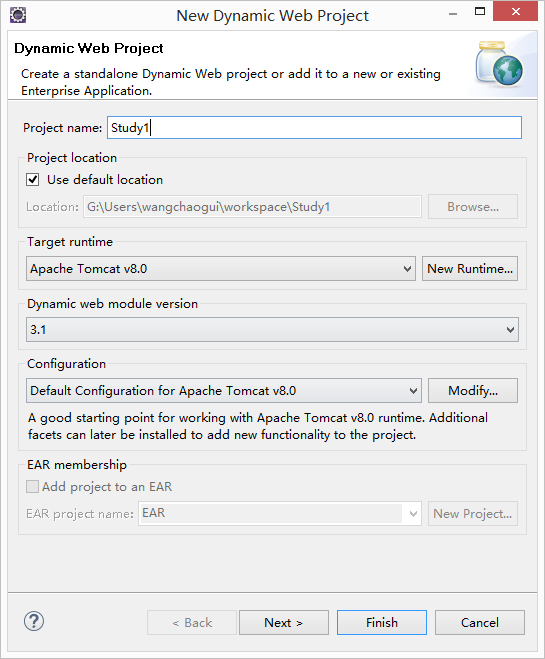 New Dynamic Web Project
Dynamic Web Project
Create a standalone Dynamic Web project or add it to a new or existing
Enterprise Application.
Project name: Study1
Project location
Use default location
Location: G:\Users\wangchaogui\workspace\Study1 Browse...
Target runtime
Apache Tomcat v8.0 New Runtime...
Dynamic web module version
3.1
Configuration
Default Configuration for Apache Tomcat v8.0 Modify...
A good starting point for working with Apache Tomcat v8.0 runtime. Additional
facets can later be installed to add new functionality to the project.
EAR membership
Add project to an EAR
EAR project name: EAR New Project...
? < Back Next > Finish Cancel